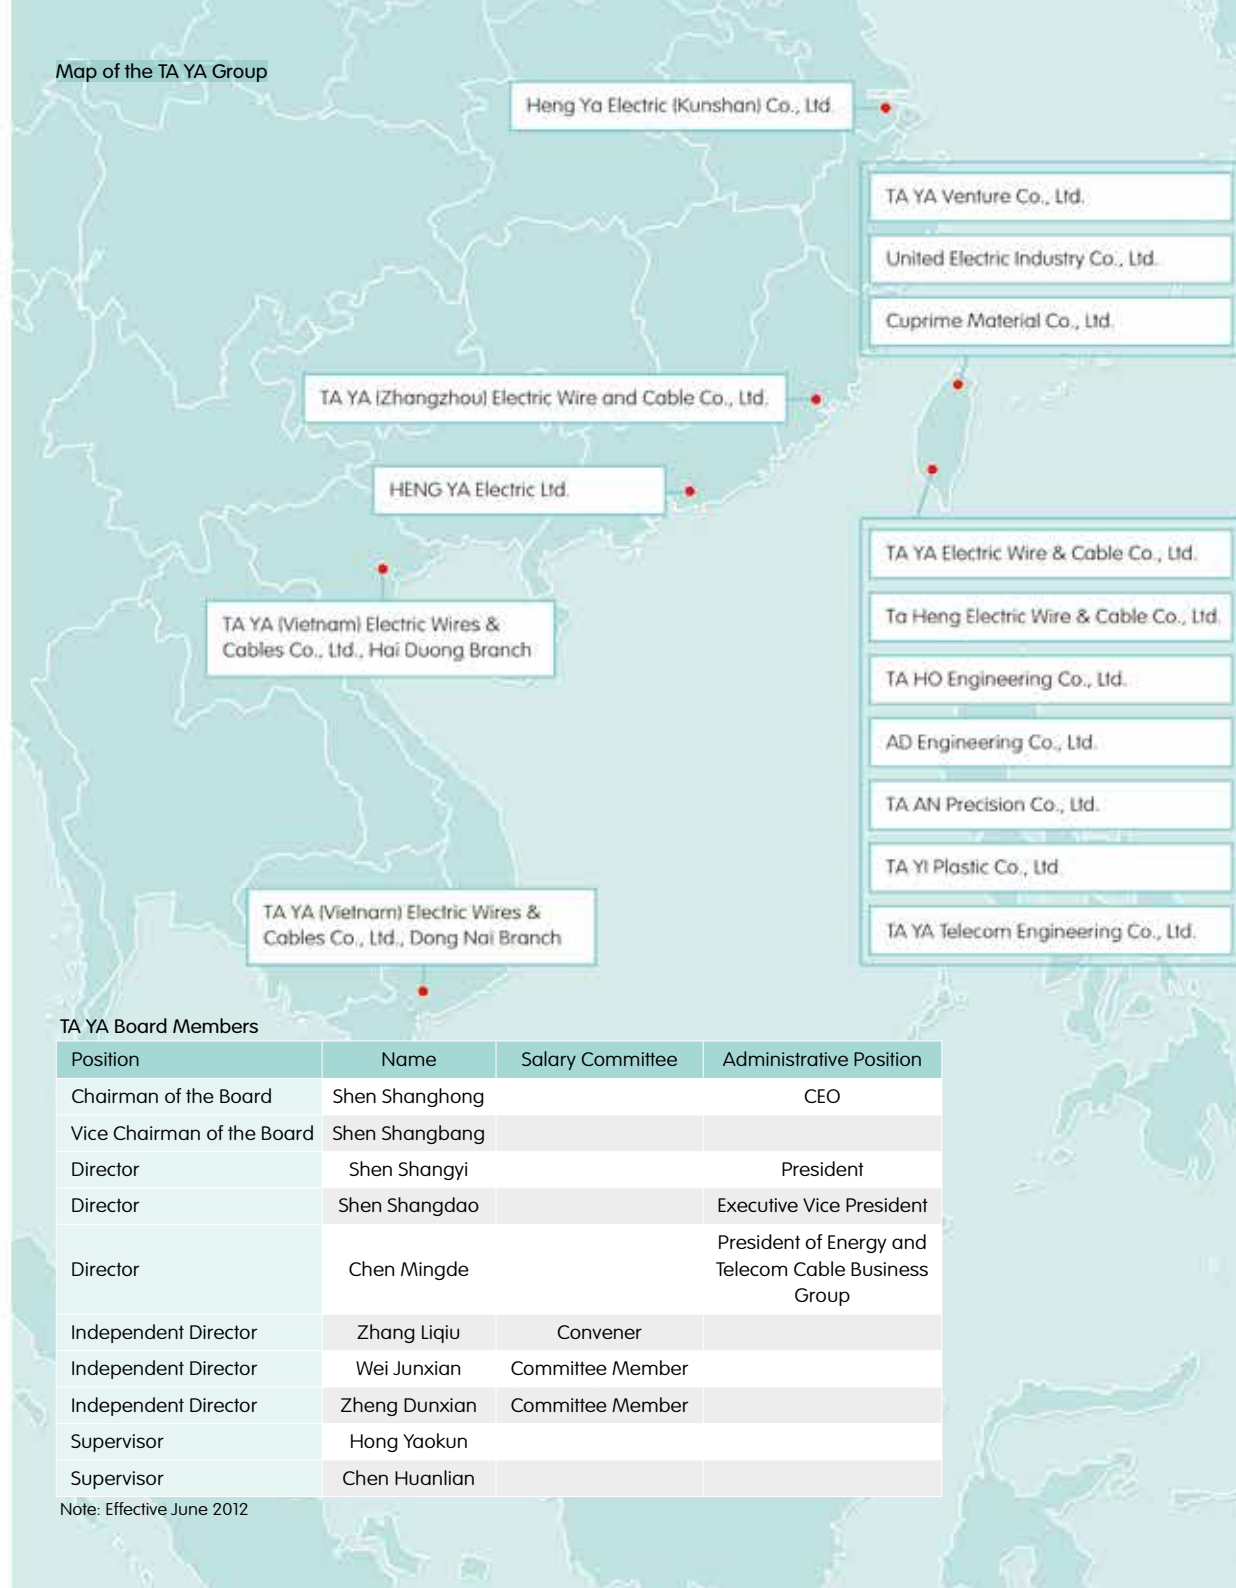 Map of the TA YA Group
Heng Ya Electric (Kunshan) Co., Ltd.
TA YA Venture Co., Ltd.
United Electric Industry Co., Ltd.
Cuprime Material Co., Ltd.
TA YA (Zhangzhou) Electric Wire and Cable Co., Ltd.
HENG YA Electric Ltd.
TA YA Electric Wire & Cable Co., Ltd.
Ta Heng Electric Wire & Cable Co., Ltd.
TA HO Engineering Co., Ltd.
AD Engineering Co., Ltd.
TA AN Precision Co., Ltd.
TA YI Plastic Co., Ltd.
TA YA Telecom Engineering Co., Ltd.
TA YA (Vietnam) Electric Wires &
Cables Co., Ltd., Hai Duong Branch
TA YA (Vietnam) Electric Wires &
Cables Co., Ltd., Dong Nai Branch
TA YA Board Members
Position Name Salary Committee Administrative Position
Chairman of the Board Shen Shanghong CEO
Vice Chairman of the Board Shen Shangbang
Director Shen Shangyi President
Director Shen Shangdao Executive Vice President
Director Chen Mingde President of Energy and
Telecom Cable Business
Group
Independent Director Zhang Liqiu Convener
Independent Director Wei Junxian Committee Member
Independent Director Zheng Dunxian Committee Member
Supervisor Hong Yaokun
Supervisor Chen Huanlian
Note: Effective June 2012